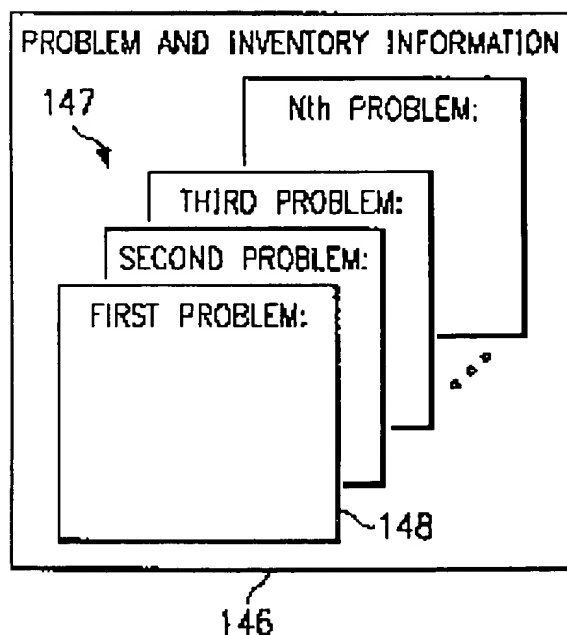 PROBLEM AND INVENTORY INFORMATION
147
Nth PROBLEM:
THIRD PROBLEM:
SECOND PROBLEM:
FIRST PROBLEM:
148
146